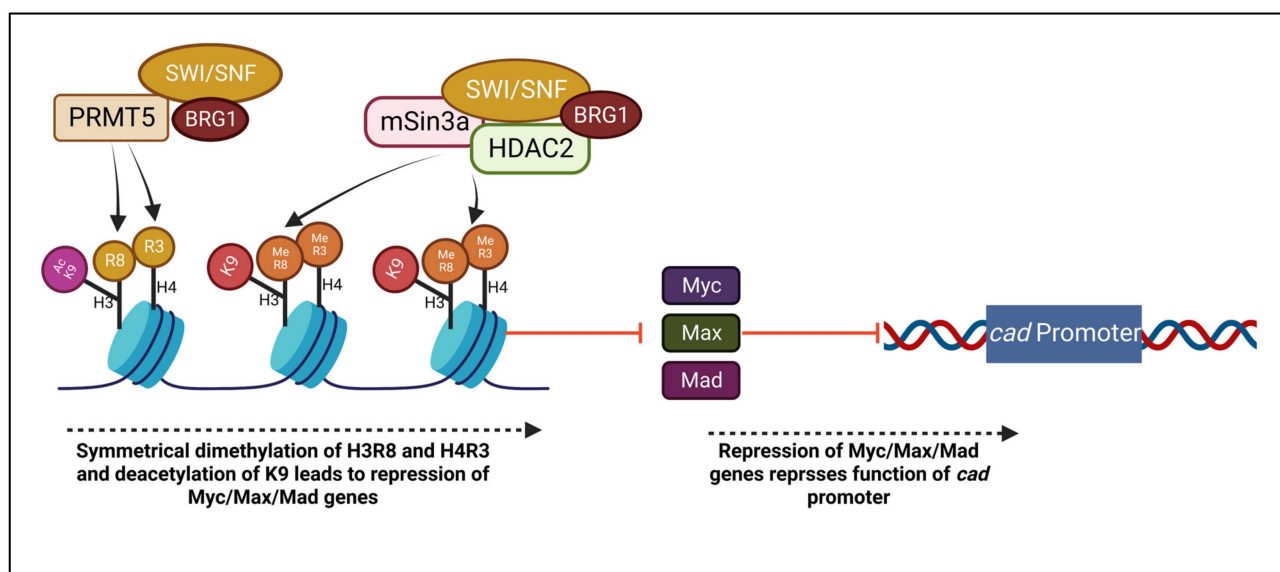 SWI/SNF
PRMT5
BRG1
SWI/SNF
mSin3a
BRG1
HDAC2
Ac
K9
R8
R3
H3
H4
K9
Me
R8
Me
R3
H3
H4
K9
Me
R8
Me
R3
H3
H4
Myc
Max
Mad
cad Promoter
Symmetrical dimethylation of H3R8 and H4R3
and deacetylation of K9 leads to repression of
Myc/Max/Mad genes
Repression of Myc/Max/Mad
genes reprsses function of cad
promoter